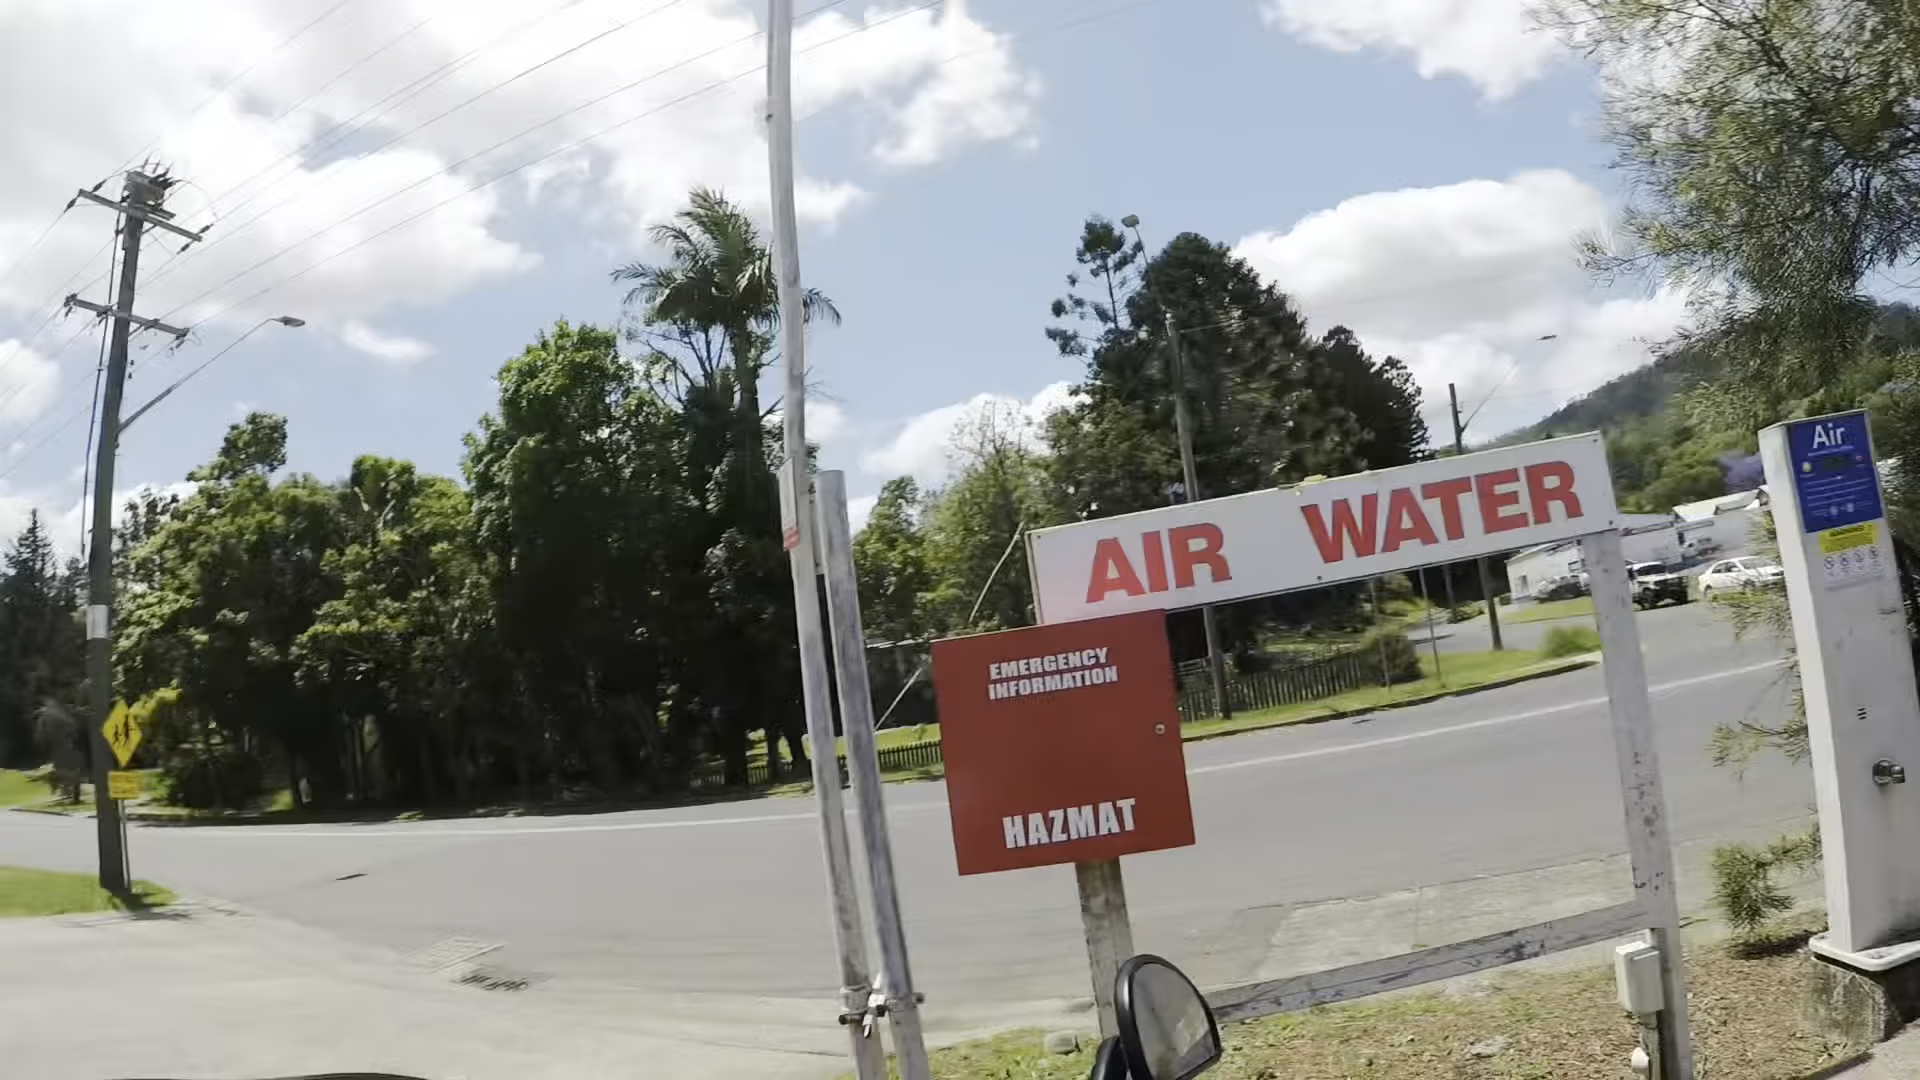 Air
AIR WATER
EMERGENCY
INFORMATION
HAZMAT